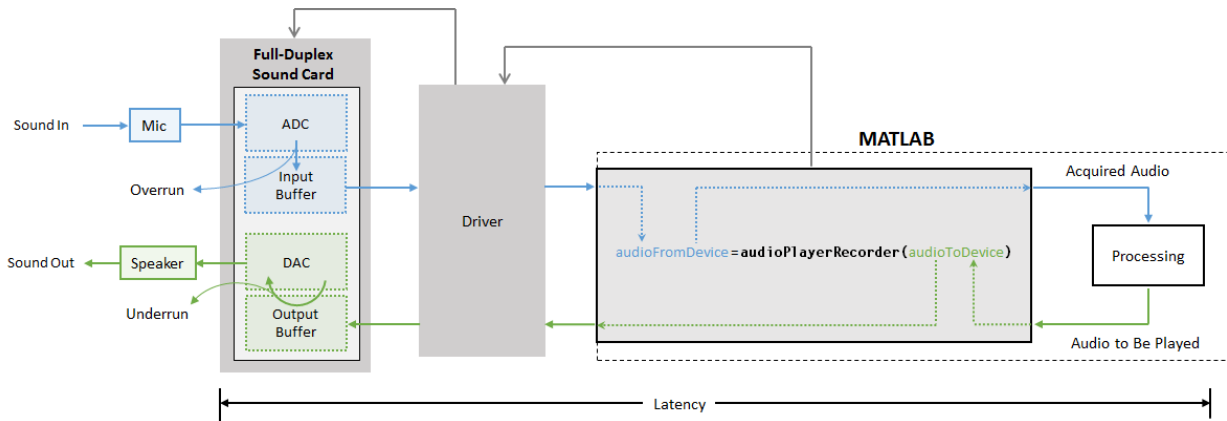 Full-Duplex
Sound Card
Sound In
Mic
ADC
Overrun
Input
Buffer
Driver
MATLAB
Acquired Audio
audioFromDevice=audioPlayerRecorder(audioToDevice)
Processing
Sound Out
Speaker
DAC
Underrun
Output
Buffer
Audio to Be Played
Latency